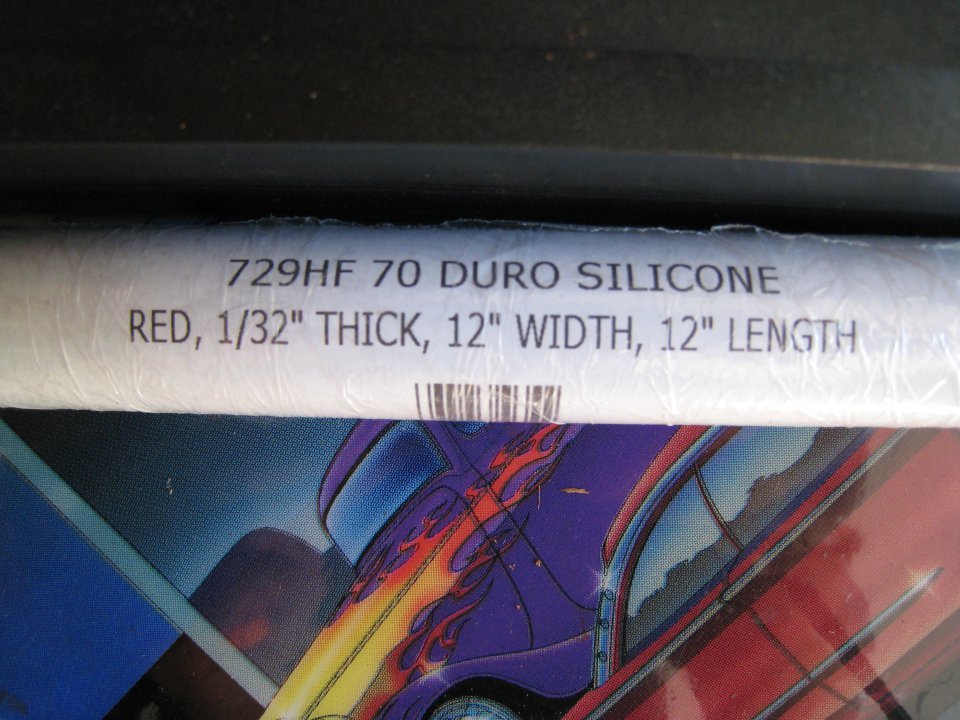 729HF 70 DURO SILICONE
RED, 1/32" THICK, 12" WIDTH, 12" LENGTH